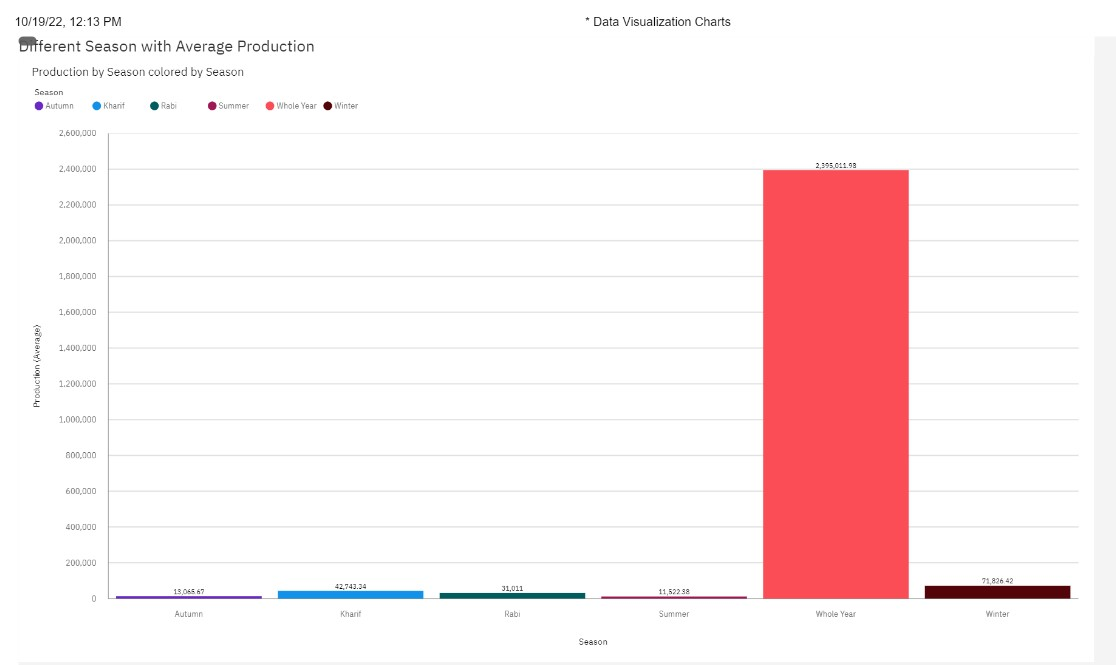 10/19/22, 12:13 PM * Data Visualization Charts
Different Season with Average Production
Production by Season colored by Season
Season
Autumn Kharif Rabi Summer Whole Year Winter
2,600,000
2,395,011.98
2,400,000
2,200,000
2,000,000
1,800,000
1,600,000
1,400,000
1,200,000
1,000,000
800,000
600,000
400,000
200,000
13,065.67 42,743.34 31,011 11,522.38 71,826.42
0
Autumn Kharif Rabi Summer Whole Year Winter
Production (Average)
Season